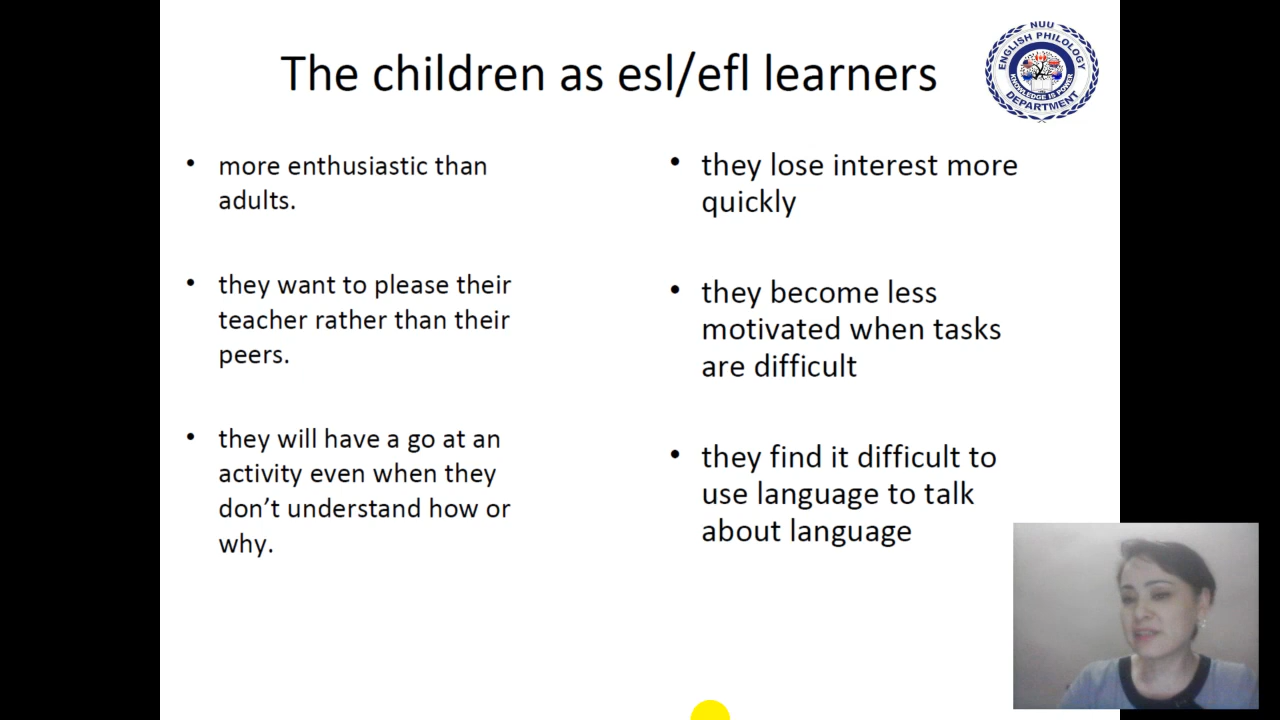 The children as esl/efl learners
NUU
ENGLISH PHILOLOGY
KNOWLEDGE IS POWER
DEPARTMENT
• more enthusiastic than
adults.
• they want to please their
teacher rather than their
peers.
• they will have a go at an
activity even when they
don’t understand how or
why.
• they lose interest more
quickly
• they become less
motivated when tasks
are difficult
• they find it difficult to
use language to talk
about language